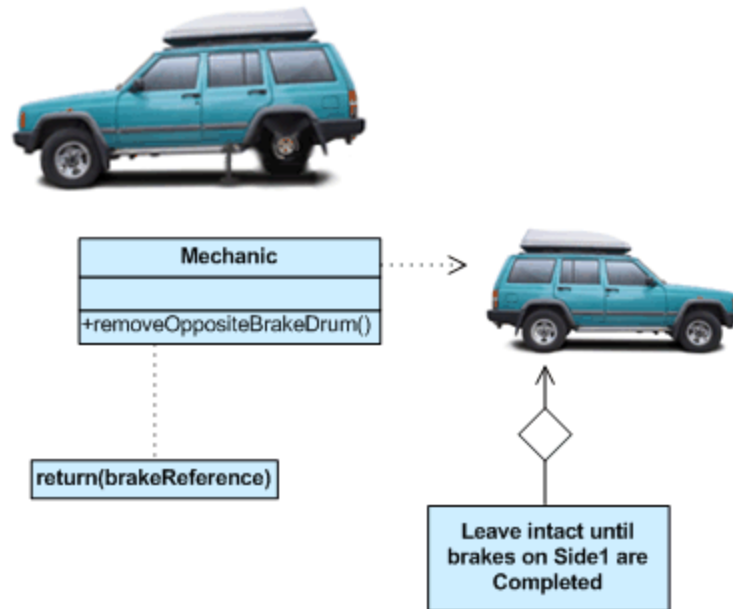 Mechanic
+removeOppositeBrakeDrum()
return(brakeReference)
Leave intact until
brakes on Side1 are
Completed